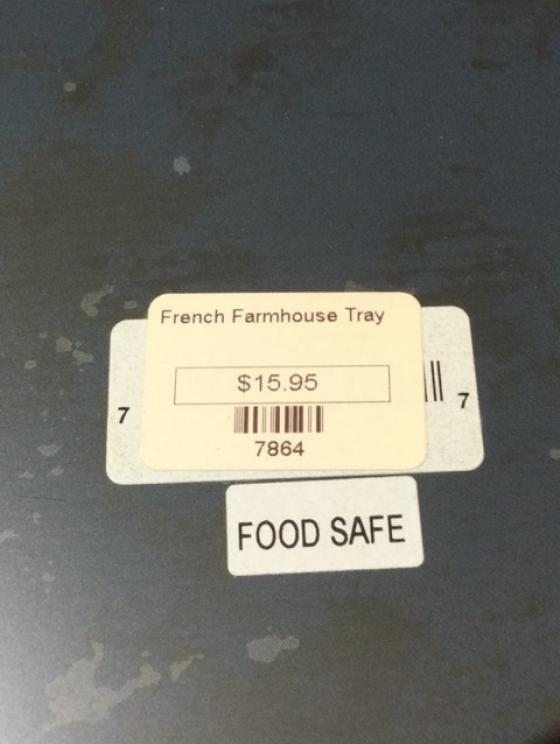 French Farmhouse Tray
$15.95
7 7
7864
FOOD SAFE